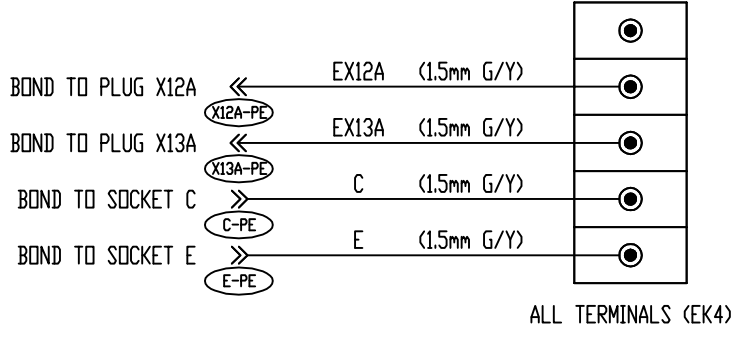 EX12A (1.5mm G/Y)
BOND TO PLUG X12A
X12A-PE
EX13A (1.5mm G/Y)
BOND TO PLUG X13A
X13A-PE
C (1.5mm G/Y)
BOND TO SOCKET C
C-PE
E (1.5mm G/Y)
BOND TO SOCKET E
E-PE
ALL TERMINALS (EK4)